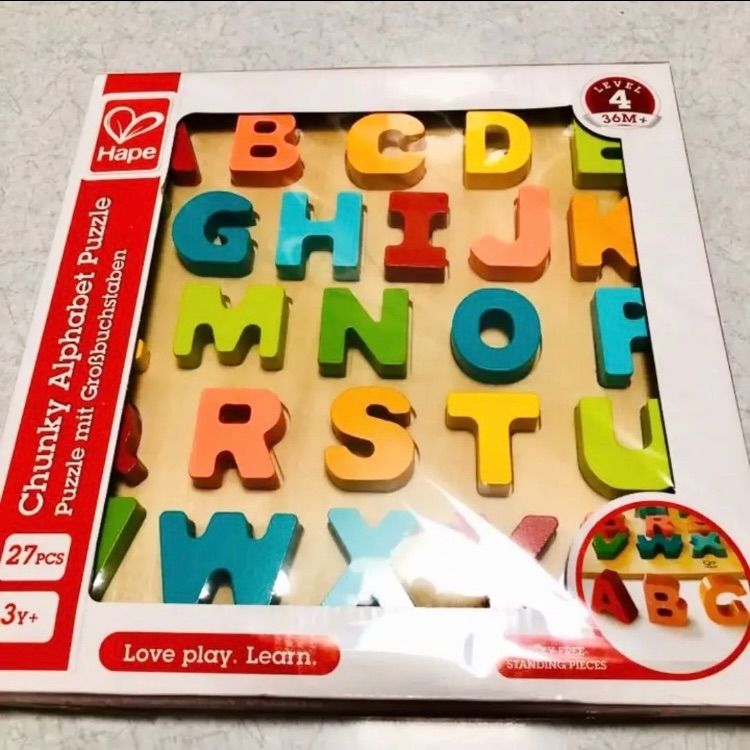 LEVEL
4
36M+
Hape
A B C D E
G H I J K
M N O P
R S T U
V W X Y
Chunky Alphabet Puzzle
Puzzle mit Großbuchstaben
27PCS
3Y+
Love play. Learn.
STANDING PIECES
R
V W X
A B C